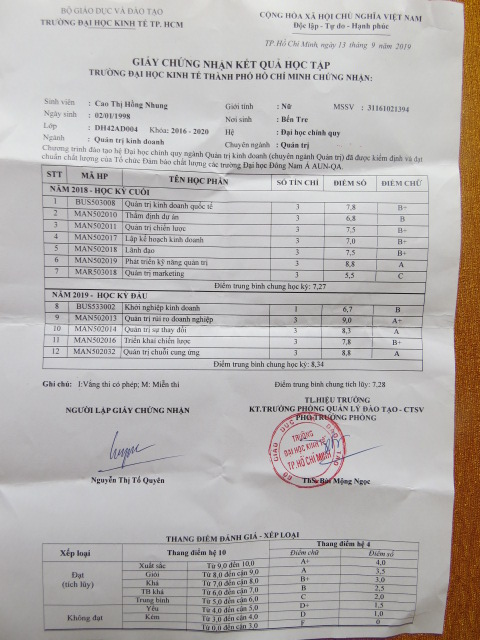 BỘ GIÁO DỤC VÀ ĐÀO TẠO
TRƯỜNG ĐẠI HỌC KINH TẾ TP. HCM
CỘNG HÒA XÃ HỘI CHỦ NGHĨA VIỆT NAM
Độc lập - Tự do - Hạnh phúc
TP.Hồ Chí Minh, ngày 13 tháng 9 năm 2019
GIẤY CHỨNG NHẬN KẾT QUẢ HỌC TẬP
TRƯỜNG ĐẠI HỌC KINH TẾ THÀNH PHỐ HỒ CHÍ MINH CHỨNG NHẬN:
Sinh viên : Cao Thị Hồng Nhung Giới tính : Nữ MSSV : 31161021394
Ngày sinh : 02/01/1998 Nơi sinh : Bến Tre
Lớp : DH42AD004 Khóa: 2016 - 2020 Hệ : Đại học chính quy
Ngành : Quản trị kinh doanh Chuyên ngành : Quản trị
Chương trình đào tạo hệ Đại học chính quy ngành Quản trị kinh doanh (chuyên ngành Quản trị) đã được kiểm định và đạt
chuẩn chất lượng của Tổ chức Đảm bảo chất lượng các trường Đại học Đông Nam Á AUN-QA.
STT MÃ HP TÊN HỌC PHẦN SỐ TÍN CHỈ ĐIỂM SỐ ĐIỂM CHỮ
NĂM 2018 - HỌC KỲ CUỐI
1 BUS503008 Quản trị kinh doanh quốc tế 3 7,8 B+
2 MAN502010 Thẩm định dự án 3 6,8 B
3 MAN502011 Quản trị chiến lược 3 7,5 B+
4 MAN502017 Lập kế hoạch kinh doanh 3 7,0 B+
5 MAN502018 Lãnh đạo 3 7,5 B+
6 MAN502019 Phát triển kỹ năng quản trị 3 8,8 A
7 MAR503018 Quản trị marketing 3 5,5 C
Điểm trung bình chung học kỳ: 7,27
NĂM 2019 - HỌC KỲ ĐẦU
8 BUS533002 Khởi nghiệp kinh doanh 1 6,7 B
9 MAN502013 Quản trị rủi ro doanh nghiệp 3 9,0 A+
10 MAN502014 Quản trị sự thay đổi 3 8,3 A
11 MAN502016 Triển khai chiến lược 3 7,8 B+
12 MAN502032 Quản trị chuỗi cung ứng 3 8,8 A
Điểm trung bình chung học kỳ: 8,34
Ghi chú: I:Vắng thi có phép; M: Miễn thi Điểm trung bình chung tích lũy: 7,28
NGƯỜI LẬP GIẤY CHỨNG NHẬN
TL.HIỆU TRƯỞNG
KT.TRƯỞNG PHÒNG QUẢN LÝ ĐÀO TẠO - CTSV
PHÓ TRƯỞNG PHÒNG
BỘ GIÁO DỤC VÀ ĐÀO TẠO
TRƯỜNG
ĐẠI HỌC KINH TẾ
TP.HỒ CHÍ MINH
Nguyễn Thị Tố Quyên
ThS. Bùi Mộng Ngọc
THANG ĐIỂM ĐÁNH GIÁ - XẾP LOẠI
Xếp loại Thang điểm hệ 10 Thang điểm hệ 4
Điểm chữ Điểm số
Đạt
(tích lũy)
Xuất sắc Từ 9,0 đến 10,0 A+ 4,0
Giỏi Từ 8,0 đến cận 9,0 A 3,5
Khá Từ 7,0 đến cận 8,0 B+ 3,0
TB khá Từ 6,0 đến cận 7,0 B 2,5
Trung bình Từ 5,0 đến cận 6,0 C 2,0
Không đạt
Yếu Từ 4,0 đến cận 5,0 D+ 1,5
Kém Từ 3,0 đến cận 4,0 D 1,0
Từ 0,0 đến cận 3,0 F 0